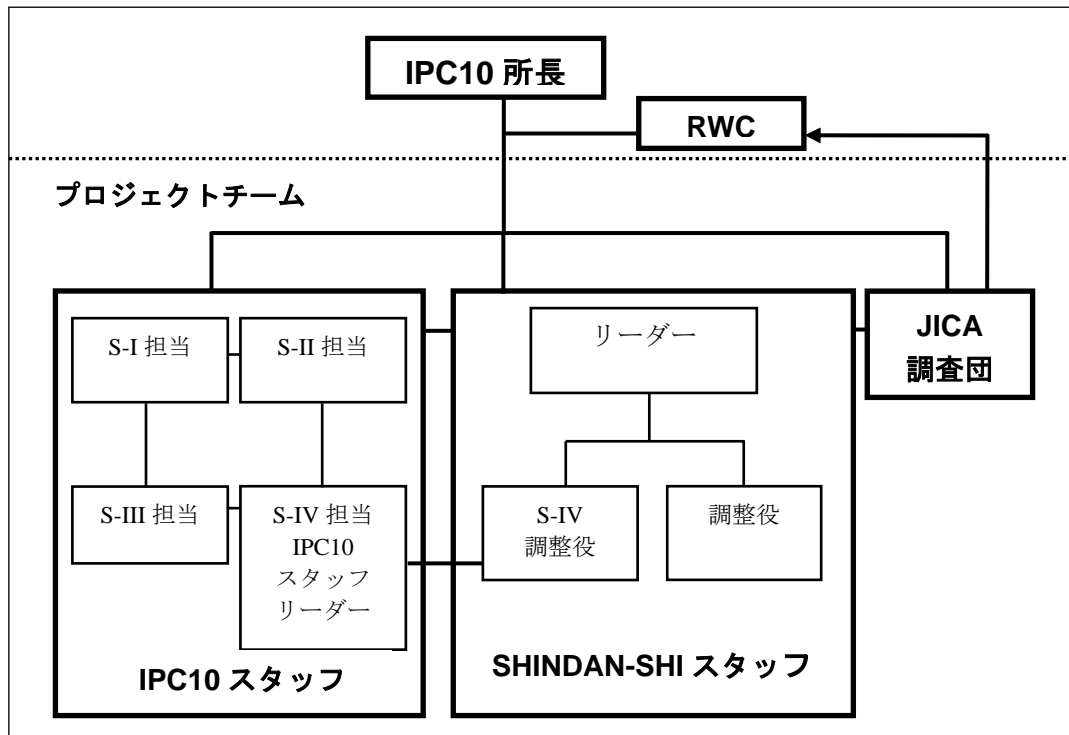 IPC10 所長
RWC
プロジェクトチーム
S-I 担当
S-II 担当
リーダー
JICA
調査団
S-III 担当
S-IV 担当
IPC10
スタッフ
リーダー
S-IV
調整役
調整役
IPC10 スタッフ
SHINDAN-SHI スタッフ